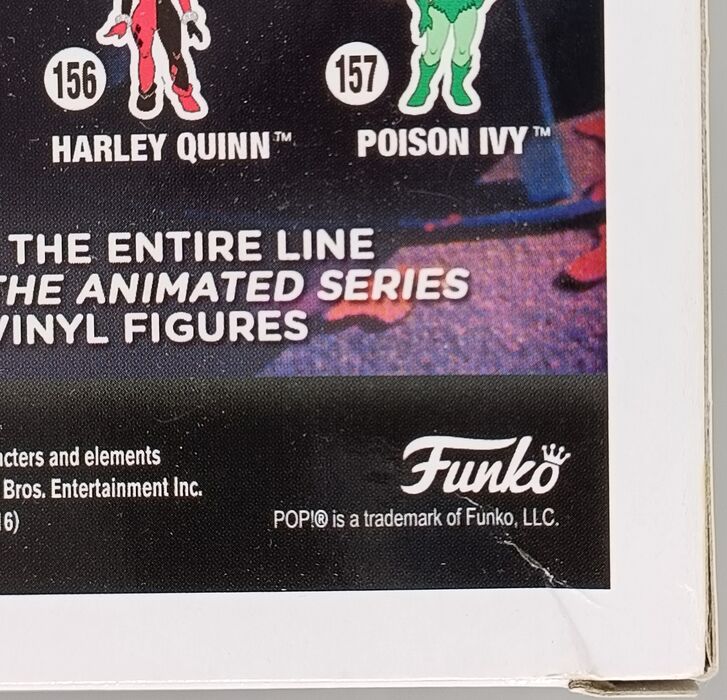 156
157
HARLEY QUINN™
POISON IVY™
THE ENTIRE LINE
THE ANIMATED SERIES
VINYL FIGURES
acters and elements
Bros. Entertainment Inc.
16)
Funko
POP!® is a trademark of Funko, LLC.